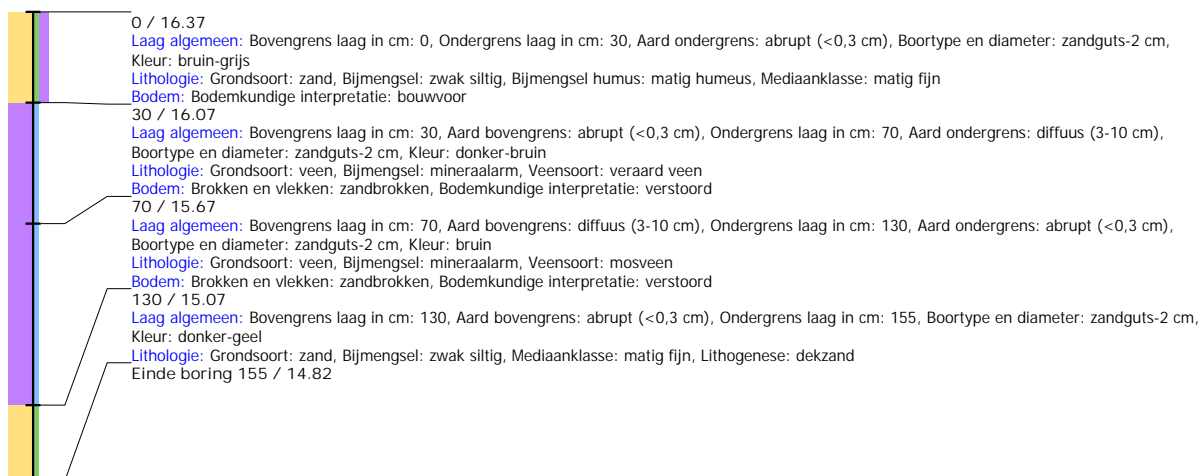 0 / 16.37
Laag algemeen: Bovengrens laag in cm: 0, Ondergrens laag in cm: 30, Aard ondergrens: abrupt (<0,3 cm), Boortype en diameter: zandguts-2 cm,
Kleur: bruin-grijs
Lithologie: Grondsoort: zand, Bijmengsel: zwak siltig, Bijmengsel humus: matig humeus, Mediaanklasse: matig fijn
Bodem: Bodemkundige interpretatie: bouwvoor
30 / 16.07
Laag algemeen: Bovengrens laag in cm: 30, Aard bovengrens: abrupt (<0,3 cm), Ondergrens laag in cm: 70, Aard ondergrens: diffuus (3-10 cm),
Boortype en diameter: zandguts-2 cm, Kleur: donker-bruin
Lithologie: Grondsoort: veen, Bijmengsel: mineraalarm, Veensoort: veraard veen
Bodem: Brokken en vlekken: zandbrokken, Bodemkundige interpretatie: verstoord
70 / 15.67
Laag algemeen: Bovengrens laag in cm: 70, Aard bovengrens: diffuus (3-10 cm), Ondergrens laag in cm: 130, Aard ondergrens: abrupt (<0,3 cm),
Boortype en diameter: zandguts-2 cm, Kleur: bruin
Lithologie: Grondsoort: veen, Bijmengsel: mineraalarm, Veensoort: mosveen
Bodem: Brokken en vlekken: zandbrokken, Bodemkundige interpretatie: verstoord
130 / 15.07
Laag algemeen: Bovengrens laag in cm: 130, Aard bovengrens: abrupt (<0,3 cm), Ondergrens laag in cm: 155, Boortype en diameter: zandguts-2 cm,
Kleur: donker-geel
Lithologie: Grondsoort: zand, Bijmengsel: zwak siltig, Mediaanklasse: matig fijn, Lithogenese: dekzand
Einde boring 155 / 14.82